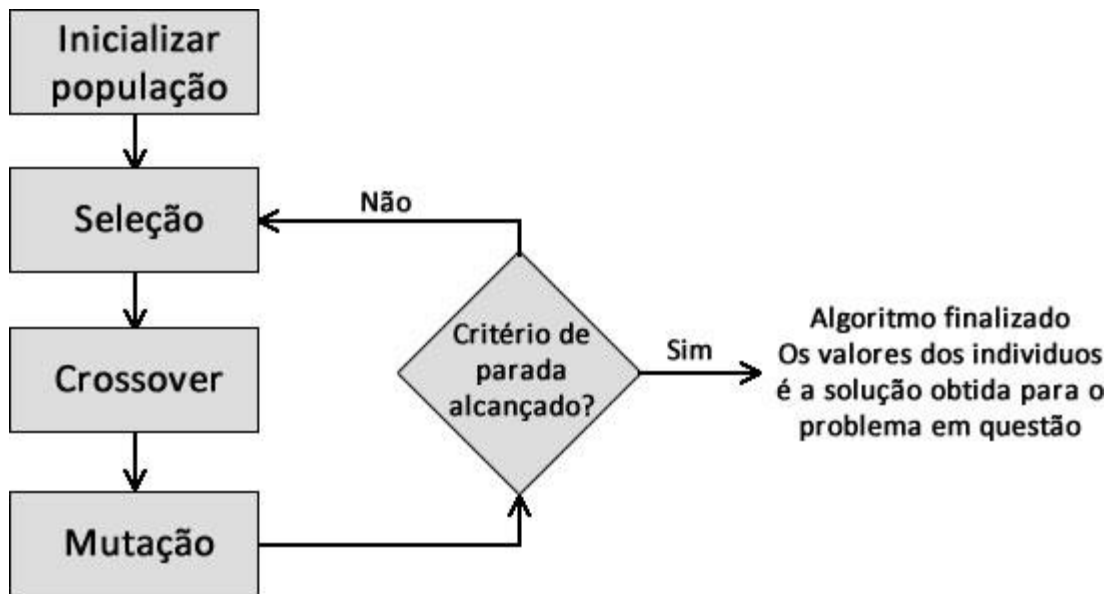 Inicializar
população
Seleção
Crossover
Mutação
Não
Critério de
parada
alcançado?
Sim
Algoritmo finalizado
Os valores dos individuos
é a solução obtida para o
problema em questão